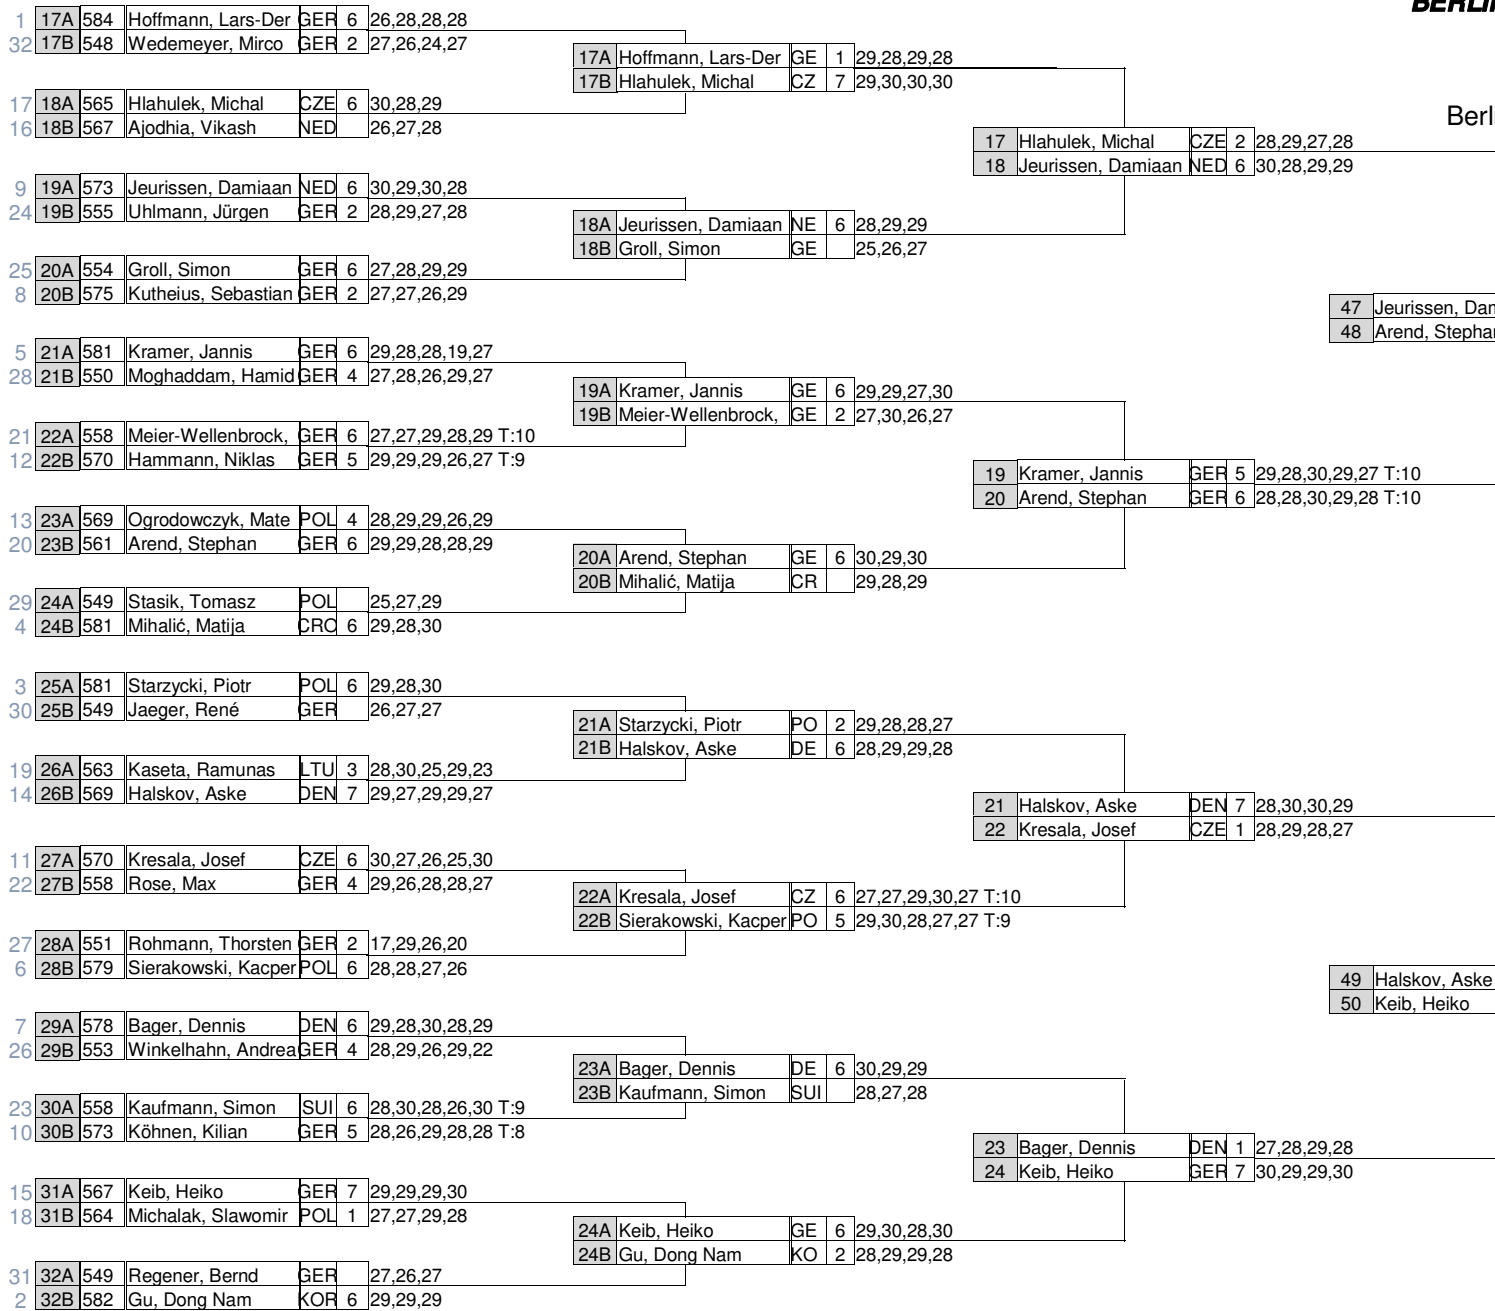 BERLI
Berli
1 17A 584 Hoffmann, Lars-Der GER 6 26,28,28,28
32 17B 548 Wedemeyer, Mirco GER 2 27,26,24,27
17 18A 565 Hlahulek, Michal CZE 6 30,28,29
16 18B 567 Ajodhia, Vikash NED 26,27,28
9 19A 573 Jeurissen, Damiaan NED 6 30,29,30,28
24 19B 555 Uhlmann, Jürgen GER 2 28,29,27,28
25 20A 554 Groll, Simon GER 6 27,28,29,29
8 20B 575 Kutheius, Sebastian GER 2 27,27,26,29
5 21A 581 Kramer, Jannis GER 6 29,28,28,19,27
28 21B 550 Moghaddam, Hamid GER 4 27,28,26,29,27
21 22A 558 Meier-Wellenbrock, GER 6 27,27,29,28,29 T:10
12 22B 570 Hammann, Niklas GER 5 29,29,29,26,27 T:9
13 23A 569 Ogrodowczyk, Mate POL 4 28,29,29,26,29
20 23B 561 Arend, Stephan GER 6 29,29,28,28,29
29 24A 549 Stasik, Tomasz POL 25,27,29
4 24B 581 Mihalić, Matija CRO 6 29,28,30
3 25A 581 Starzycki, Piotr POL 6 29,28,30
30 25B 549 Jaeger, René GER 26,27,27
19 26A 563 Kaseta, Ramunas LTU 3 28,30,25,29,23
14 26B 569 Halskov, Aske DEN 7 29,27,29,29,27
11 27A 570 Kresala, Josef CZE 6 30,27,26,25,30
22 27B 558 Rose, Max GER 4 29,26,28,28,27
27 28A 551 Rohmann, Thorsten GER 2 17,29,26,20
6 28B 579 Sierakowski, Kacper POL 6 28,28,27,26
7 29A 578 Bager, Dennis DEN 6 29,28,30,28,29
26 29B 553 Winkelhahn, Andrea GER 4 28,29,26,29,22
23 30A 558 Kaufmann, Simon SUI 6 28,30,28,26,30 T:9
10 30B 573 Köhnen, Kilian GER 5 28,26,29,28,28 T:8
15 31A 567 Keib, Heiko GER 7 29,29,29,30
18 31B 564 Michalak, Slawomir POL 1 27,27,29,28
31 32A 549 Regener, Bernd GER 27,26,27
2 32B 582 Gu, Dong Nam KOR 6 29,29,29
17A Hoffmann, Lars-Der GE 1 29,28,29,28
17B Hlahulek, Michal CZ 7 29,30,30,30
18A Jeurissen, Damiaan NE 6 28,29,29
18B Groll, Simon GE 25,26,27
19A Kramer, Jannis GE 6 29,29,27,30
19B Meier-Wellenbrock, GE 2 27,30,26,27
20A Arend, Stephan GE 6 30,29,30
20B Mihalić, Matija CR 29,28,29
21A Starzycki, Piotr PO 2 29,28,28,27
21B Halskov, Aske DE 6 28,29,29,28
22A Kresala, Josef CZ 6 27,27,29,30,27 T:10
22B Sierakowski, Kacper PO 5 29,30,28,27,27 T:9
23A Bager, Dennis DE 6 30,29,29
23B Kaufmann, Simon SUI 28,27,28
24A Keib, Heiko GE 6 29,30,28,30
24B Gu, Dong Nam KO 2 28,29,29,28
17 Hlahulek, Michal CZE 2 28,29,27,28
18 Jeurissen, Damiaan NED 6 30,28,29,29
19 Kramer, Jannis GER 5 29,28,30,29,27 T:10
20 Arend, Stephan GER 6 28,28,30,29,28 T:10
21 Halskov, Aske DEN 7 28,30,30,29
22 Kresala, Josef CZE 1 28,29,28,27
23 Bager, Dennis DEN 1 27,28,29,28
24 Keib, Heiko GER 7 30,29,29,30
47 Jeurissen, Dam
48 Arend, Stephan
49 Halskov, Aske
50 Keib, Heiko